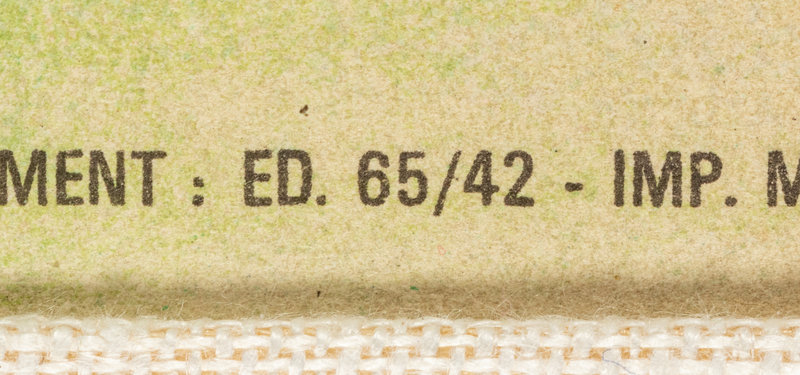 MENT : ED. 65/42 - IMP. M